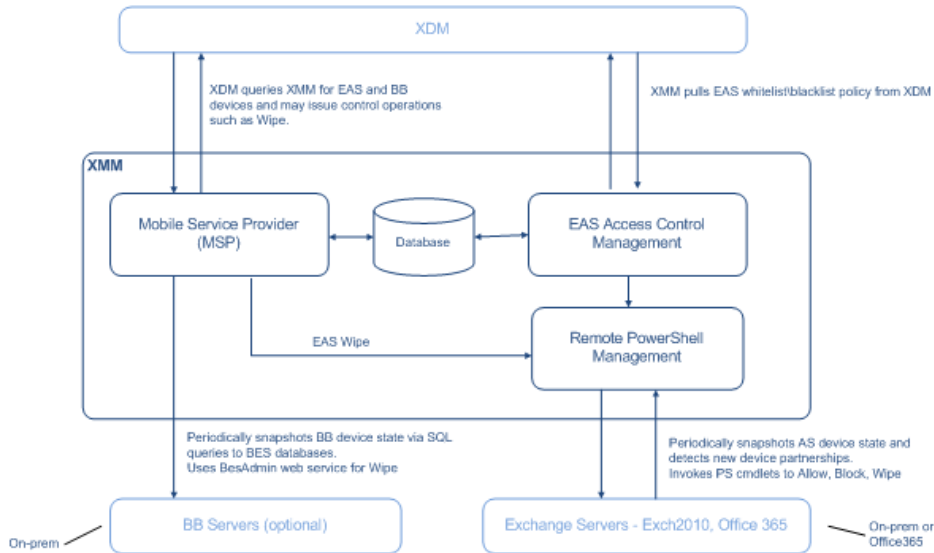 XDM
XDM queries XMM for EAS and BB
devices and may issue control operations
such as Wipe.
XMM pulls EAS whitelist\blacklist policy from XDM
XMM
Mobile Service Provider
(MSP)
Database
EAS Access Control
Management
EAS Wipe
Remote PowerShell
Management
Periodically snapshots BB device state via SQL
queries to BES databases.
Uses BesAdmin web service for Wipe
Periodically snapshots AS device state and
detects new device partnerships.
Invokes PS cmdlets to Allow, Block, Wipe
On-prem
BB Servers (optional)
Exchange Servers - Exch2010, Office 365
On-prem or
Office365